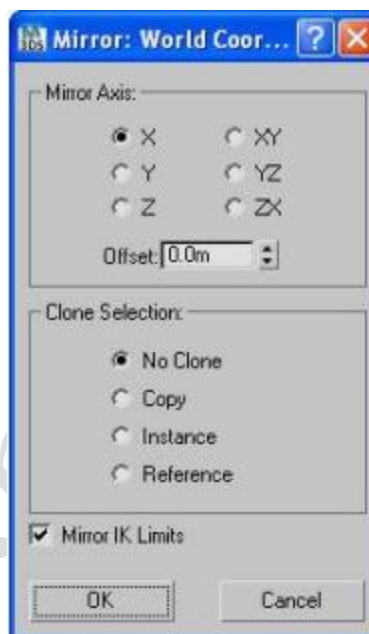 Mirror: World Coor...
Mirror Axis:
X XY
Y YZ
Z ZX
Offset: 0.0m
Clone Selection:
No Clone
Copy
Instance
Reference
Mirror IK Limits
OK Cancel